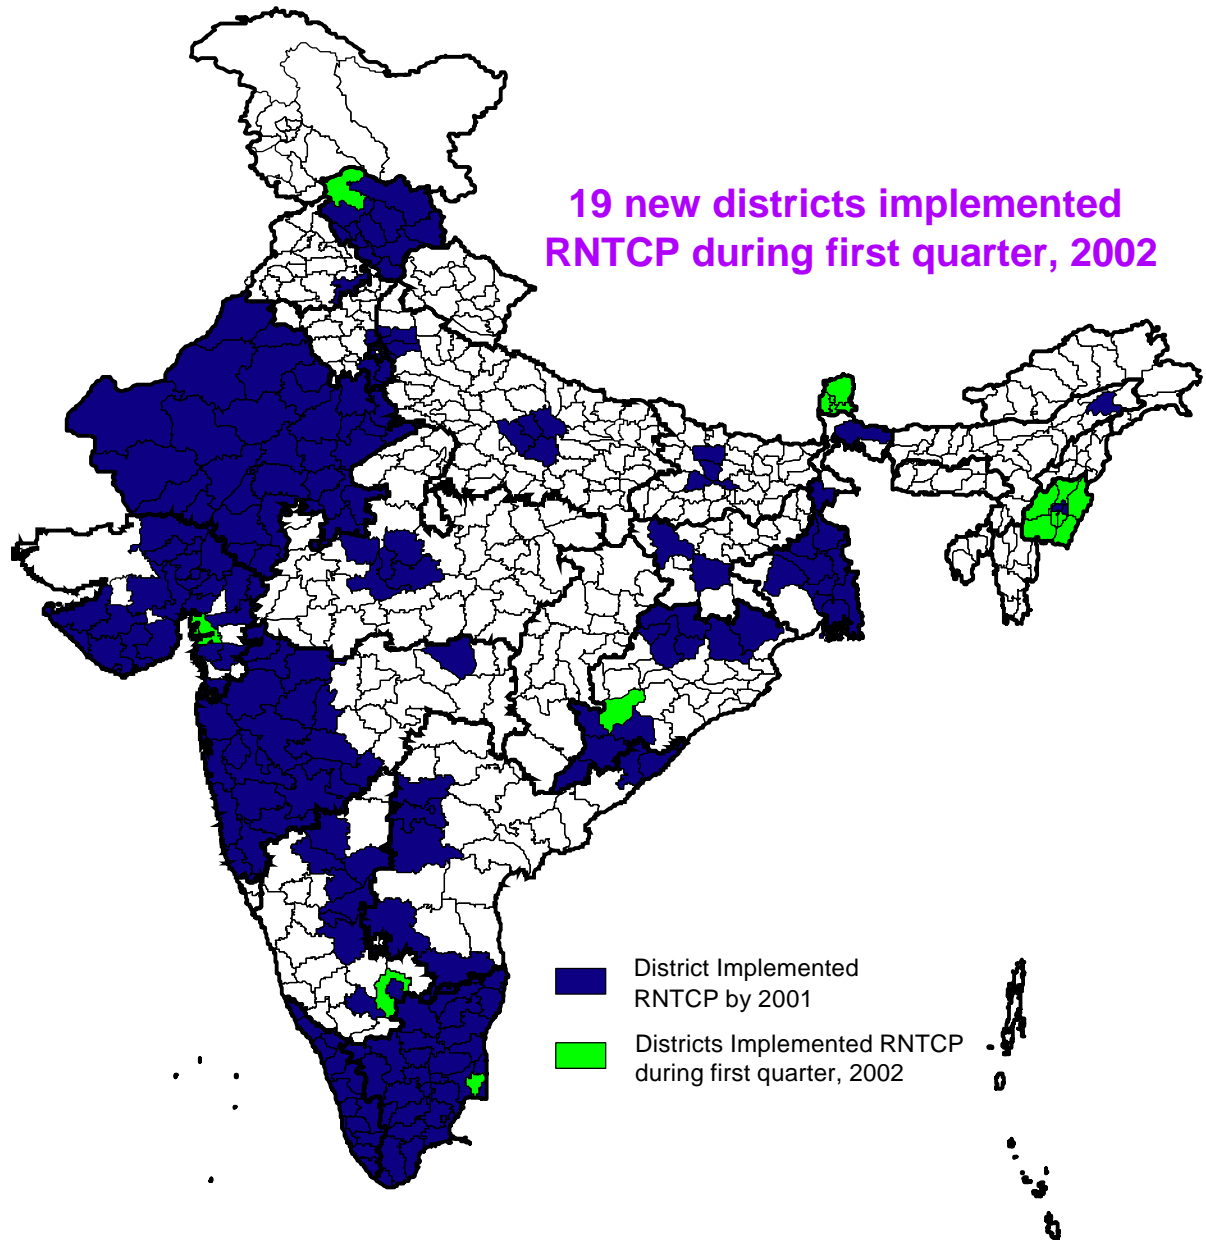 19 new districts implemented
RNTCP during first quarter, 2002
District Implemented
RNTCP by 2001
Districts Implemented RNTCP
during first quarter, 2002